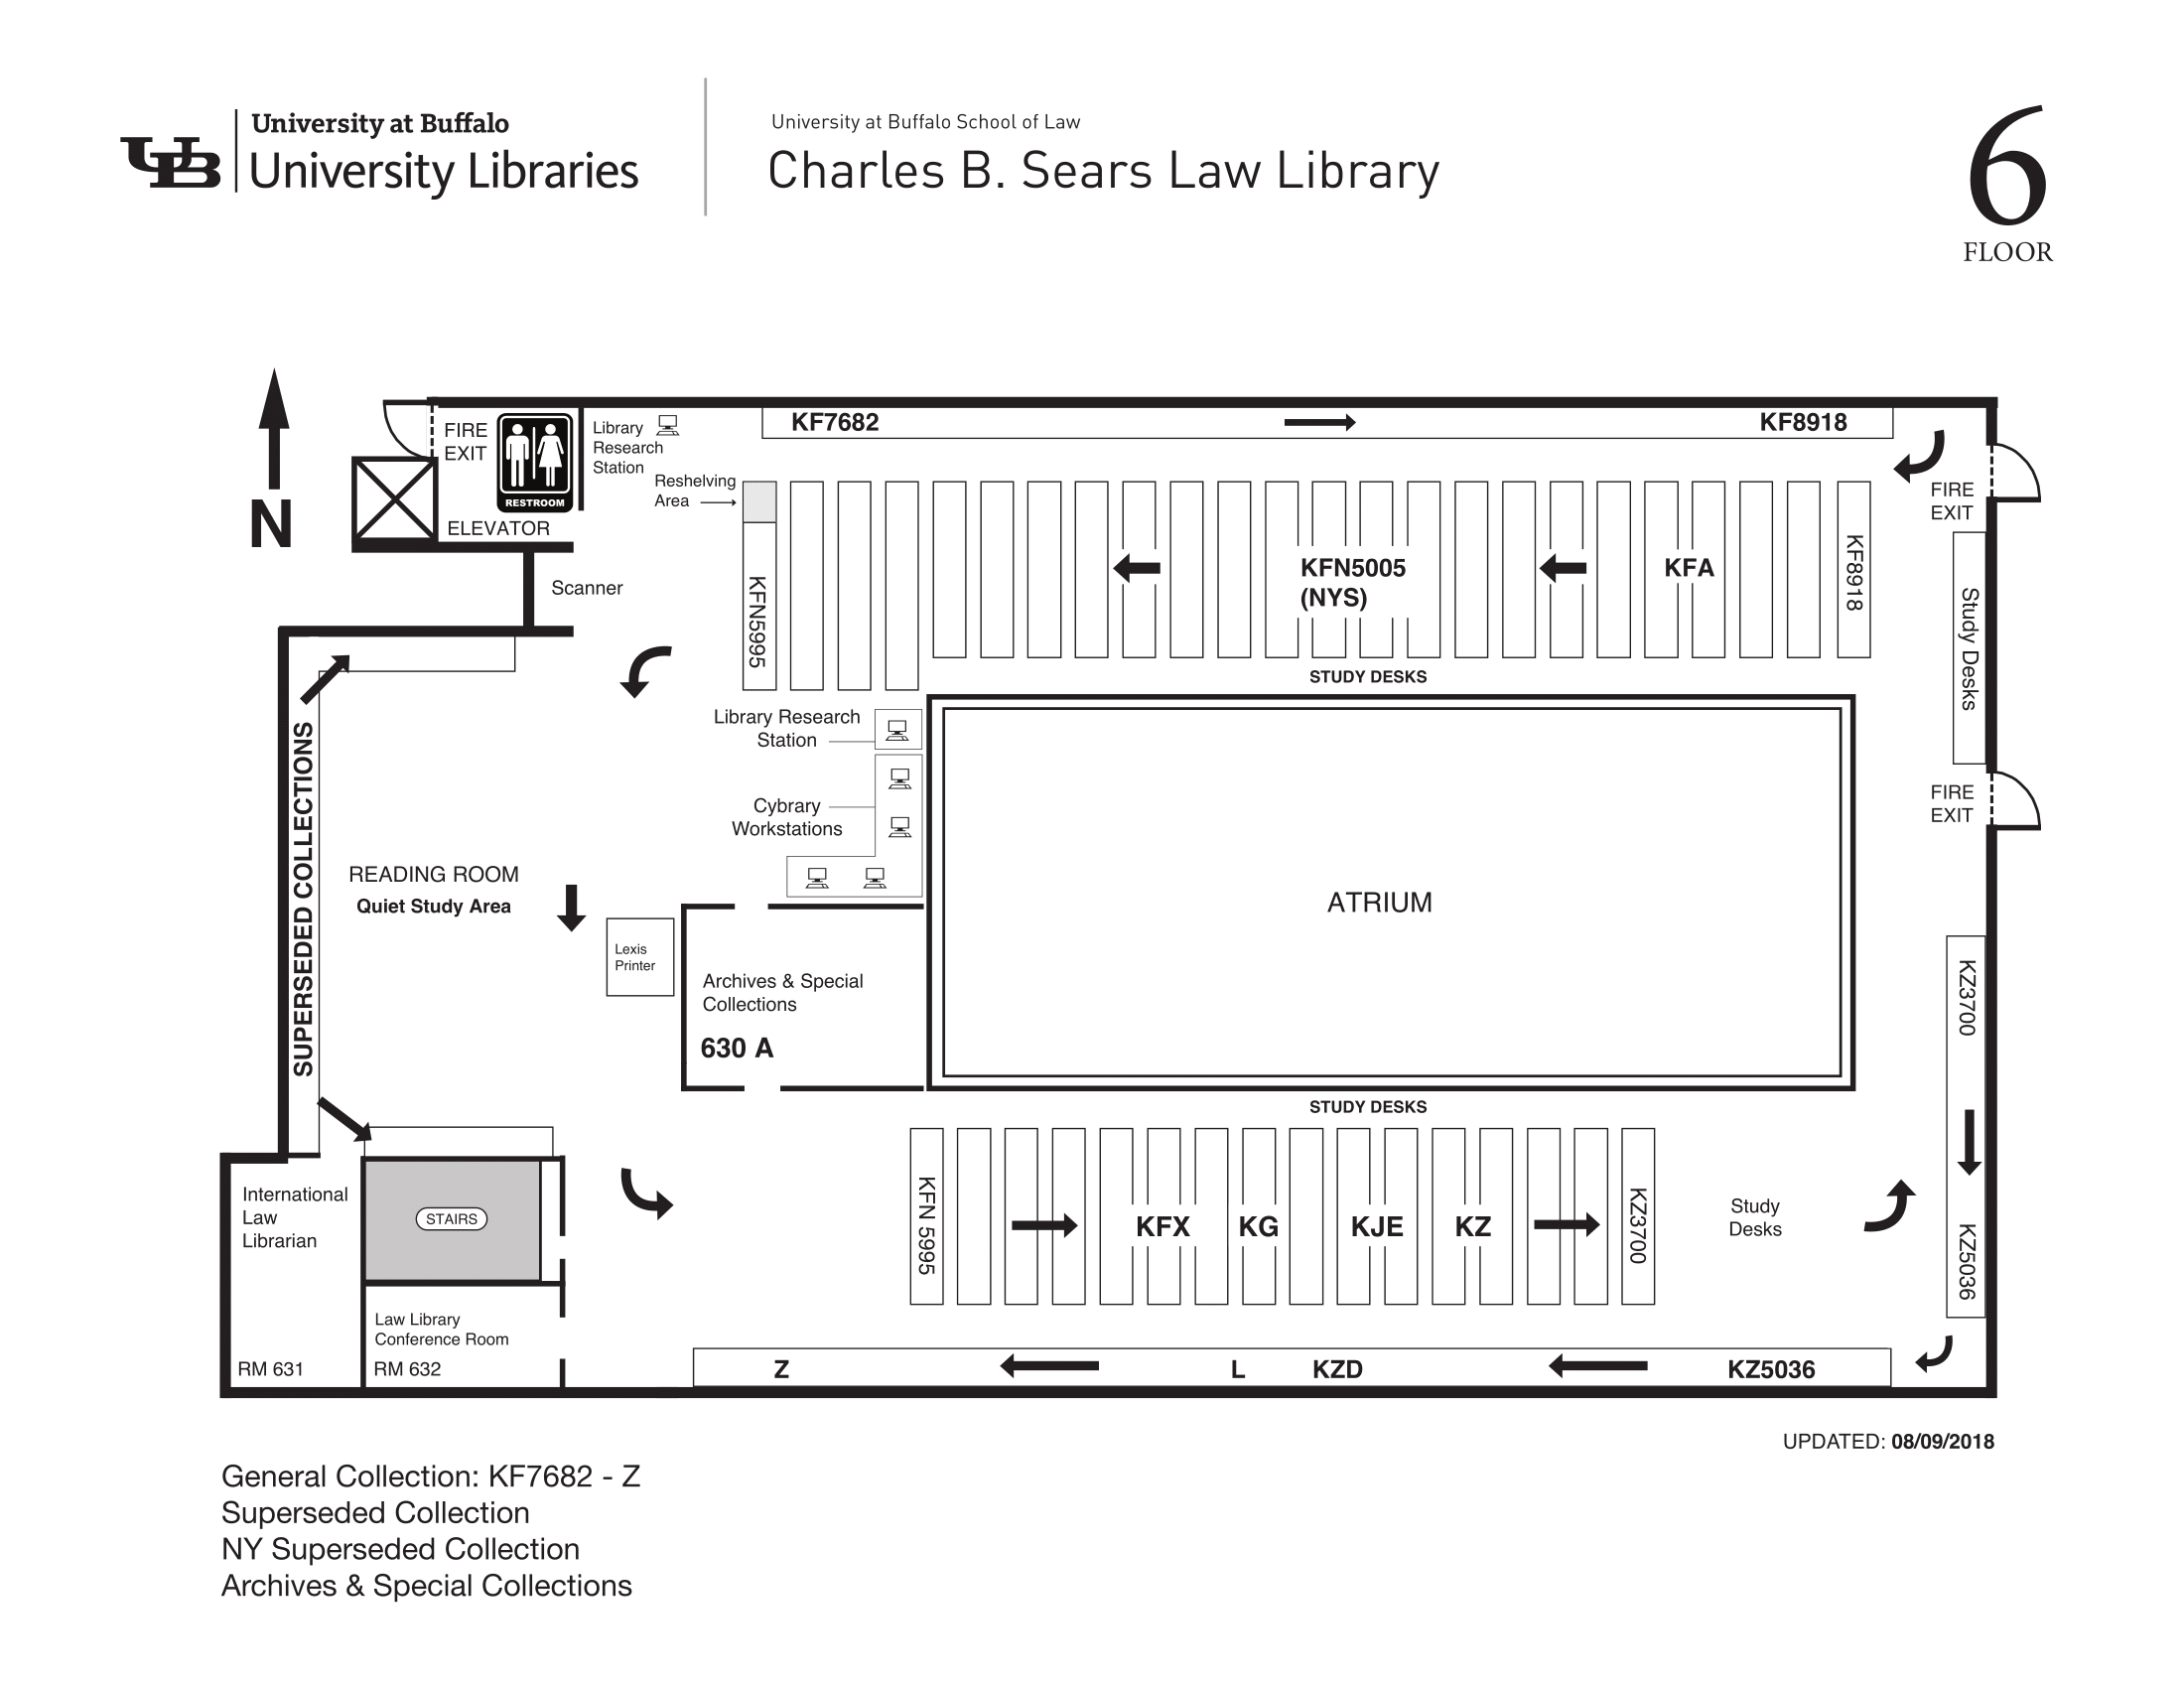 University at Buffalo
University Libraries
UB
University at Buffalo School of Law
Charles B. Sears Law Library
6
FLOOR
N
FIRE
EXIT
RESTROOM
ELEVATOR
Library
Research
Station
Reshelving
Area
KF7682
KF8918
Scanner
KFN5995
KFN5005
(NYS)
KFA
KF8918
FIRE
EXIT
Study Desks
STUDY DESKS
Library Research
Station
Cybrary
Workstations
FIRE
EXIT
SUPERSEDED COLLECTIONS
READING ROOM
Quiet Study Area
Lexis
Printer
Archives & Special
Collections
630 A
ATRIUM
KZ3700
KZ5036
STUDY DESKS
International
Law
Librarian
RM 631
STAIRS
Law Library
Conference Room
RM 632
KFN 5995
KFX
KG
KJE
KZ
KZ3700
Study
Desks
Z
L
KZD
KZ5036
UPDATED: 08/09/2018
General Collection: KF7682 - Z
Superseded Collection
NY Superseded Collection
Archives & Special Collections